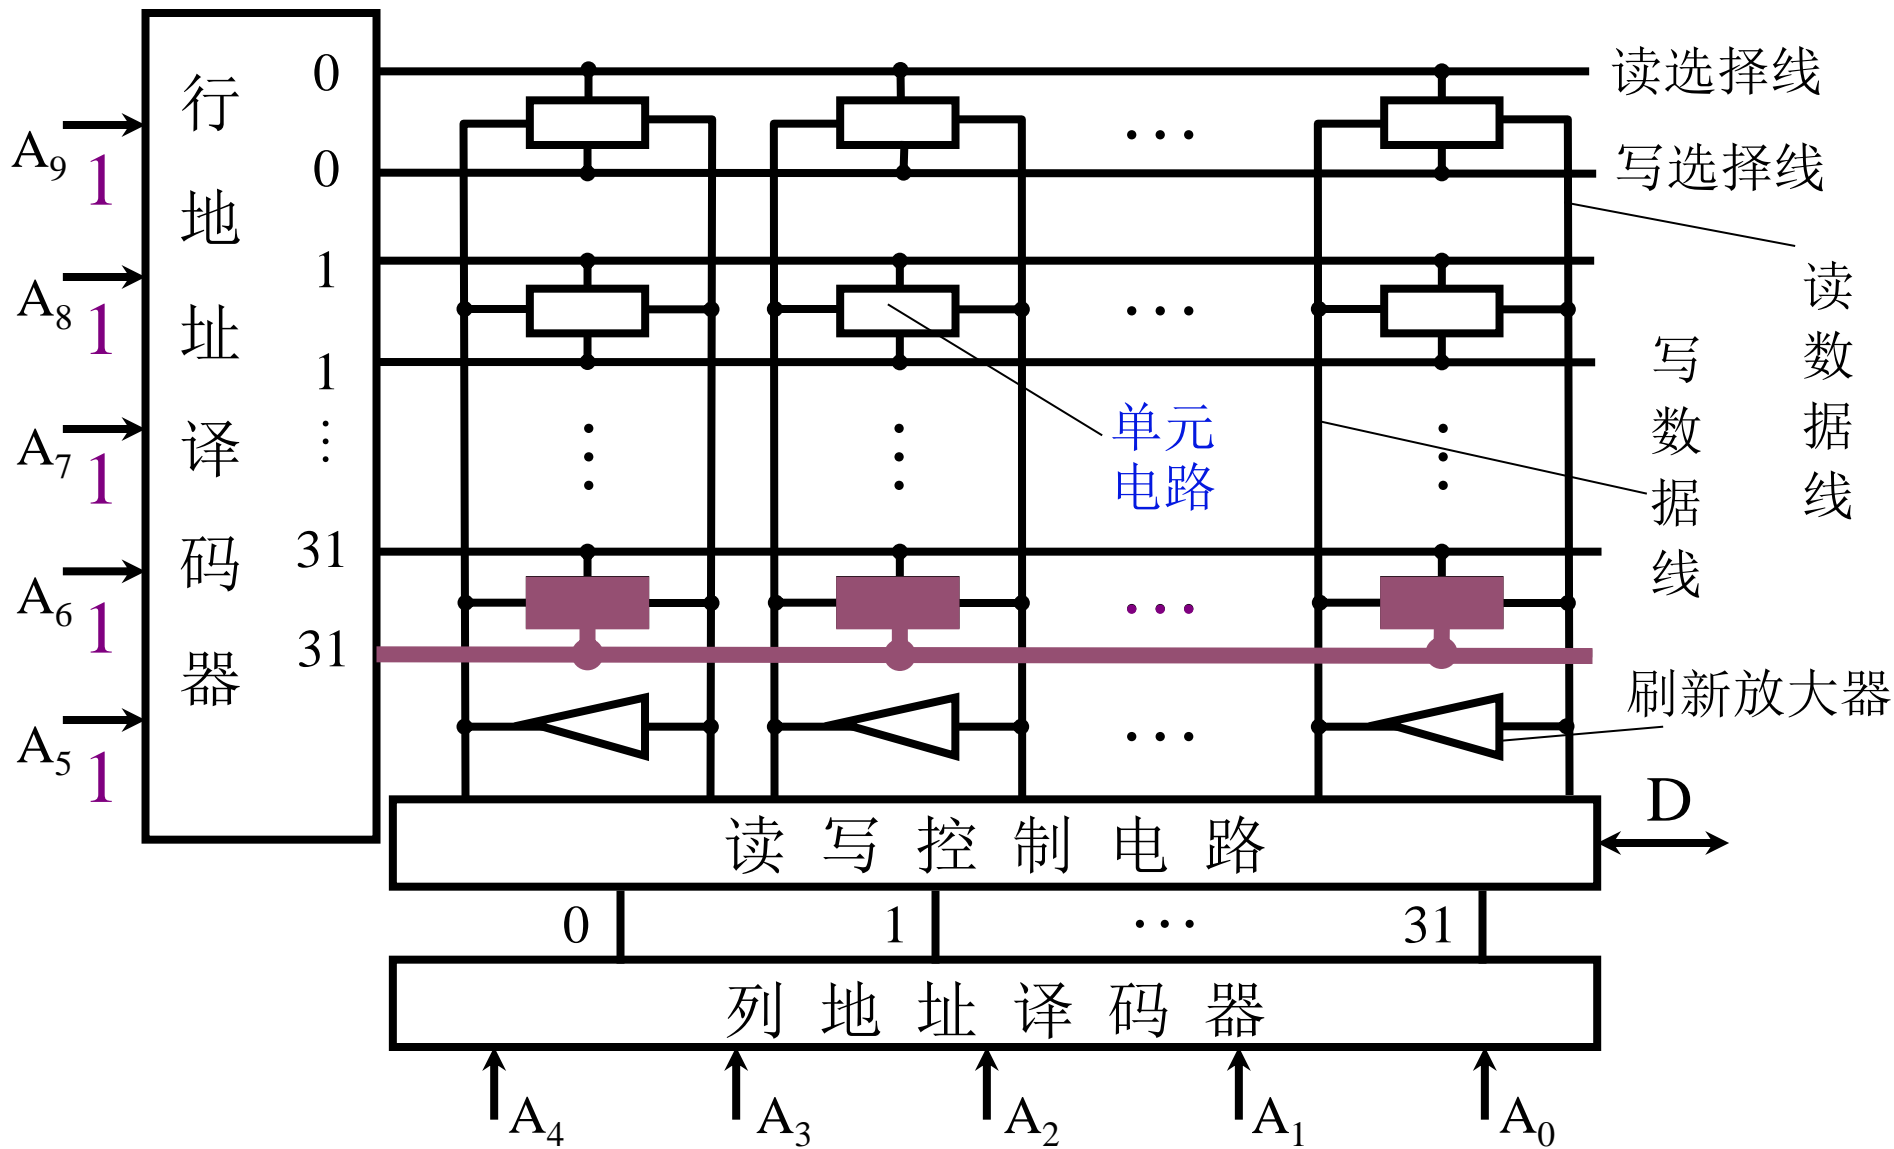 行地址译码器
A9 1
A8 1
A7 1
A6 1
A5 1
0
0
1
1
⋮
31
31
读选择线
写选择线
读数据线
写数据线
单元
电路
刷新放大器
D
读写控制电路
0 1 … 31
列地址译码器
A4 A3 A2 A1 A0